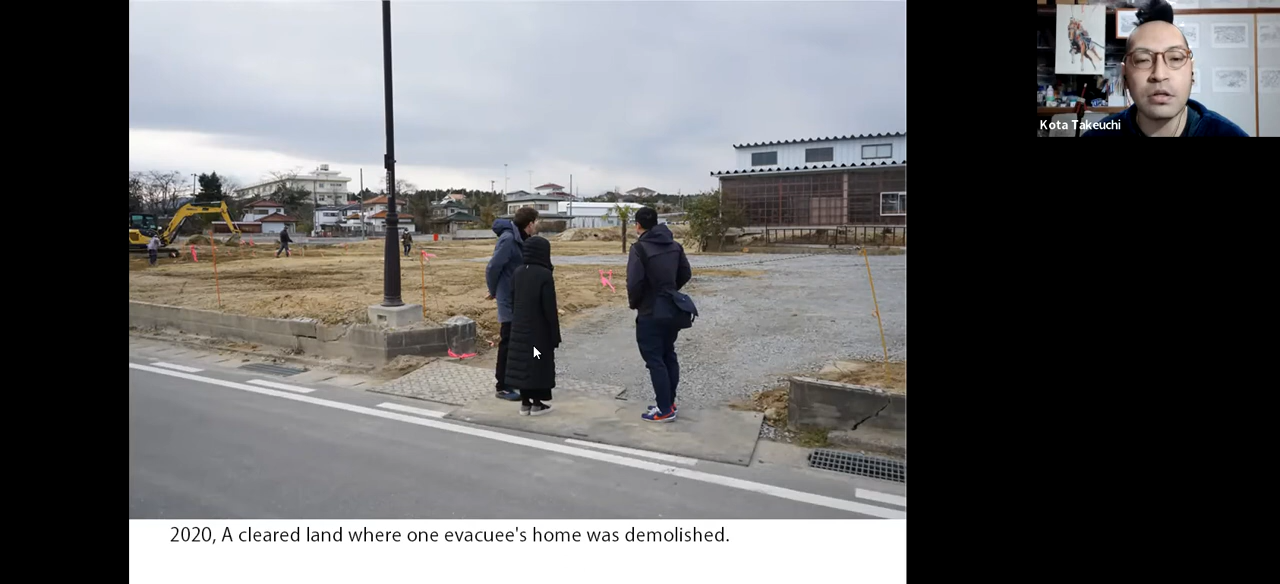 Kota Takeuchi
2020, A cleared land where one evacuee's home was demolished.